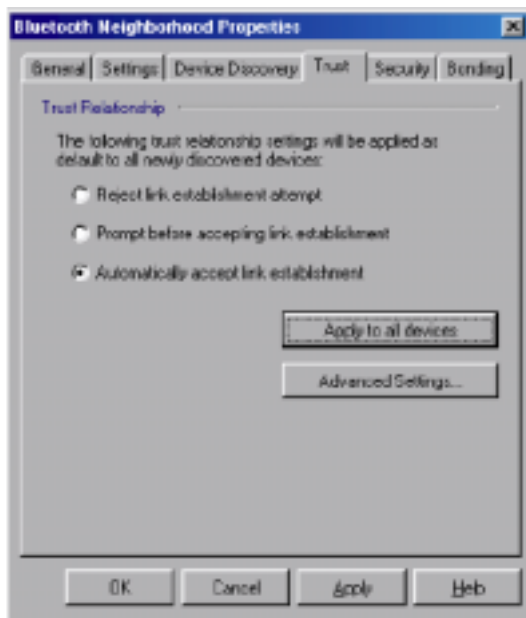 Bluetooth Neighborhood Properties
General Settings Device Discovery Trust Security Bonding
Trust Relationship
The following trust relationship settings will be applied as
default to all newly discovered devices:
Reject link establishment attempt
Prompt before accepting link establishment
Automatically accept link establishment
Apply to all devices
Advanced Settings...
OK Cancel Apply Help